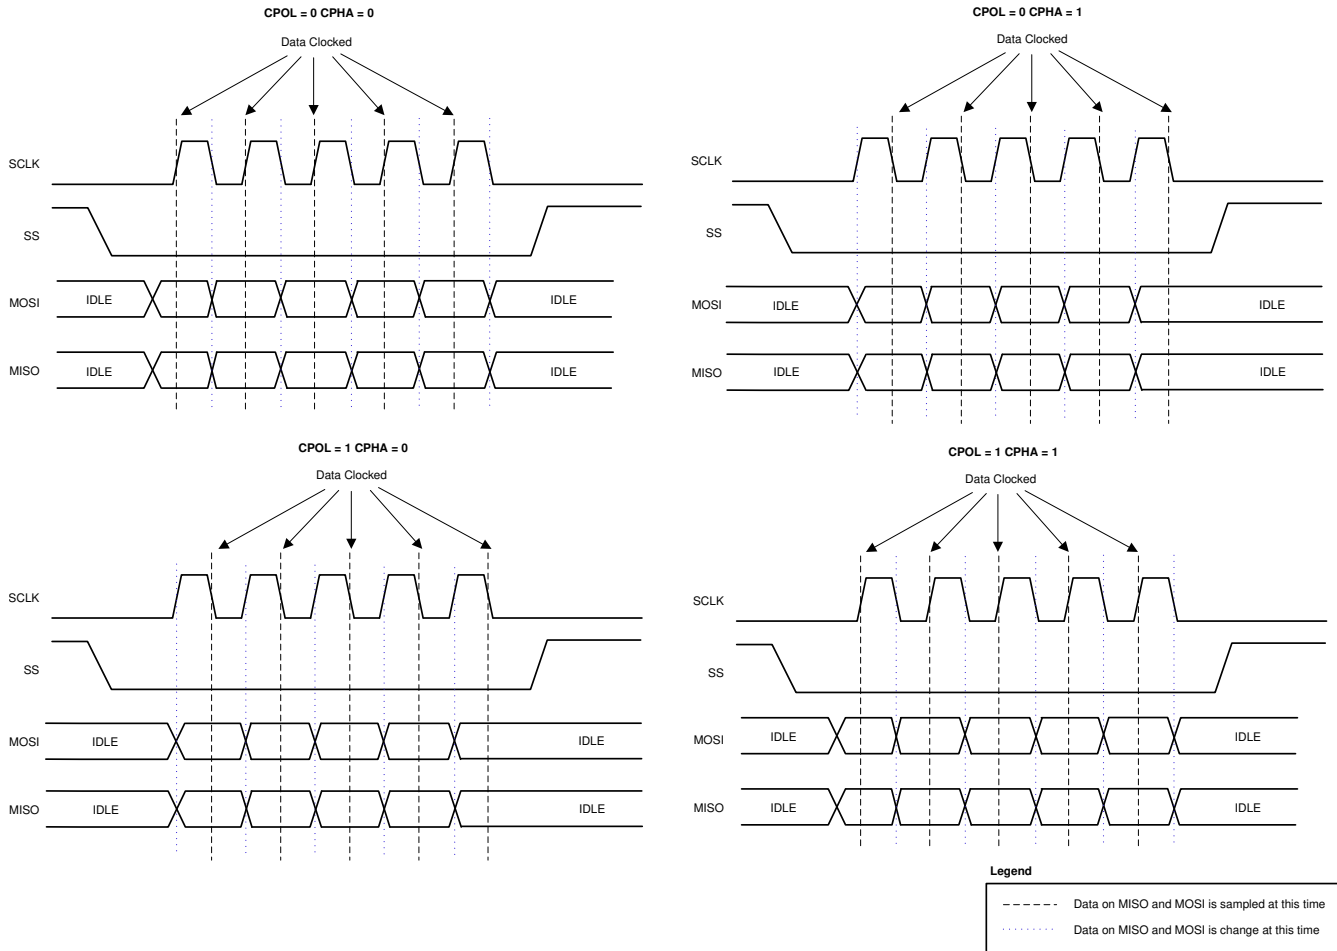 CPOL = 0 CPHA = 0
Data Clocked
SCLK
SS
MOSI
IDLE
IDLE
MISO
IDLE
IDLE
CPOL = 0 CPHA = 1
Data Clocked
SCLK
SS
MOSI
IDLE
IDLE
MISO
IDLE
IDLE
CPOL = 1 CPHA = 0
Data Clocked
SCLK
SS
MOSI
IDLE
IDLE
MISO
IDLE
IDLE
CPOL = 1 CPHA = 1
Data Clocked
SCLK
SS
MOSI
IDLE
IDLE
MISO
IDLE
IDLE
Legend
Data on MISO and MOSI is sampled at this time
Data on MISO and MOSI is change at this time